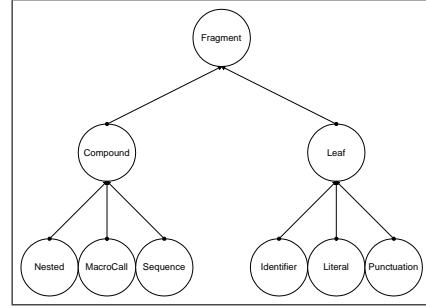 Fragment
Compound Leaf
Nested MacroCall Sequence Identifier Literal Punctuation